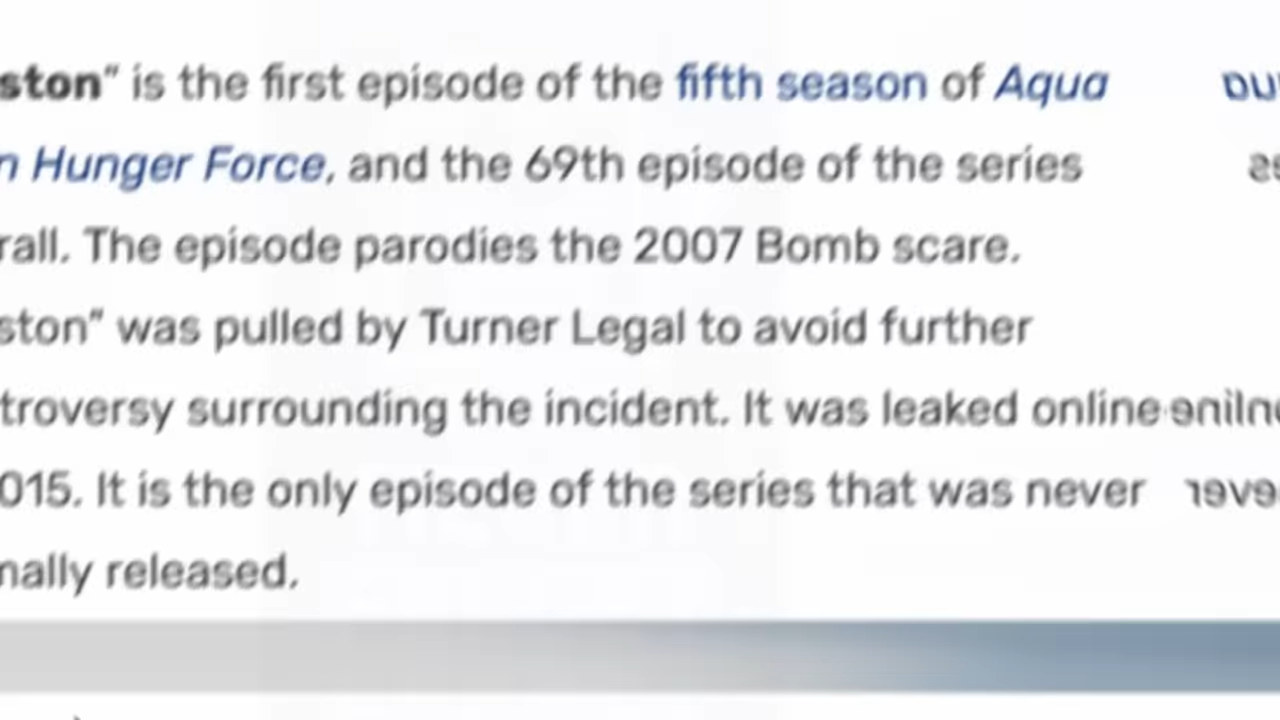 ston" is the first episode of the fifth season of Aqua
n Hunger Force, and the 69th episode of the series
rall. The episode parodies the 2007 Bomb scare.
ston" was pulled by Turner Legal to avoid further
troversy surrounding the incident. It was leaked online
015. It is the only episode of the series that was never
nally released.